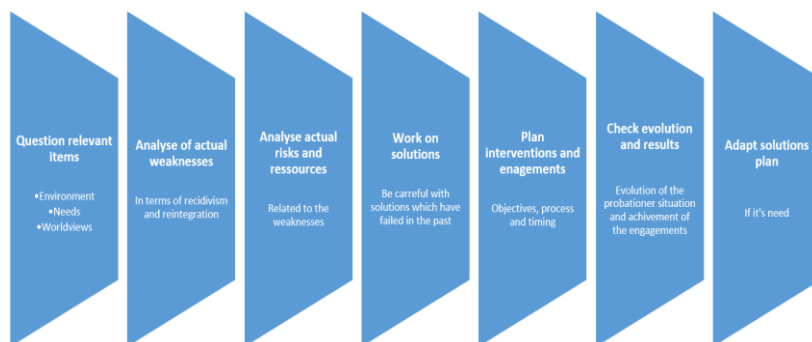 Question relevant
items
•Environment
•Needs
•Worldviews
Analyse of actual
weaknesses
In terms of recidivism
and reintegration
Analyse actual
risks and
ressources
Related to the
weaknesses
Work on
solutions
Be carreful with
solutions which have
failed in the past
Plan
interventions and
enagements
Objectives, process
and timing
Check evolution
and results
Evolution of the
probationer situation
and achivement of
the engagements
Adapt solutions
plan
If it's need